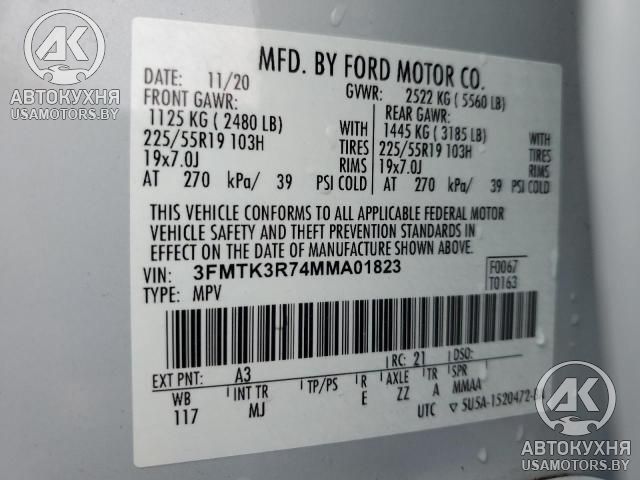 AK
АВТОКУХНЯ
USAMOTORS.BY
MFD. BY FORD MOTOR CO.
DATE: 11/20 GVWR: 2522 KG ( 5560 LB)
FRONT GAWR: REAR GAWR:
1125 KG ( 2480 LB) WITH 1445 KG ( 3185 LB) WITH
225/55R19 103H TIRES 225/55R19 103H TIRES
19x7.0J RIMS 19x7.0J RIMS
AT 270 kPa/ 39 PSI COLD AT 270 kPa/ 39 PSI COLD
THIS VEHICLE CONFORMS TO ALL APPLICABLE FEDERAL MOTOR
VEHICLE SAFETY AND THEFT PREVENTION STANDARDS IN
EFFECT ON THE DATE OF MANUFACTURE SHOWN ABOVE.
VIN: 3FMTK3R74MMA01823 F0067
TYPE: MPV T0163
EXT PNT: A3 RC: 21 DSO:
WB INT TR TP/PS R AXLE TR SPR
117 MJ E ZZ A MMAA
UTC
AK
АВТОКУХНЯ
USAMOTORS.BY